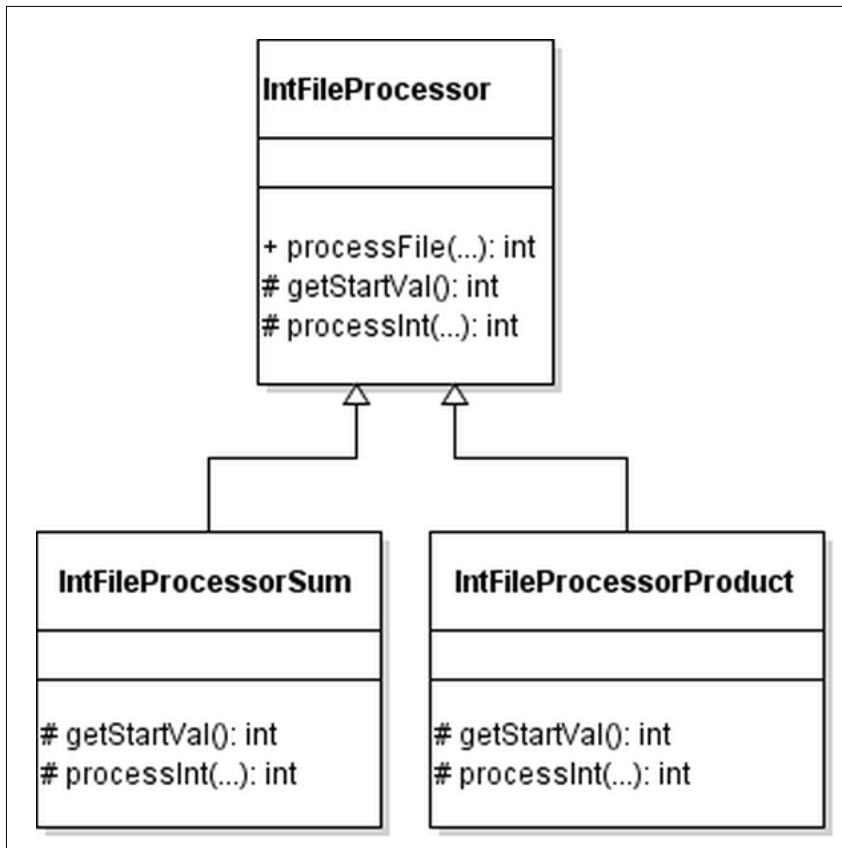 IntFileProcessor
+ processFile(...): int
# getStartVal(): int
# processInt(...): int
IntFileProcessorSum
# getStartVal(): int
# processInt(...): int
IntFileProcessorProduct
# getStartVal(): int
# processInt(...): int